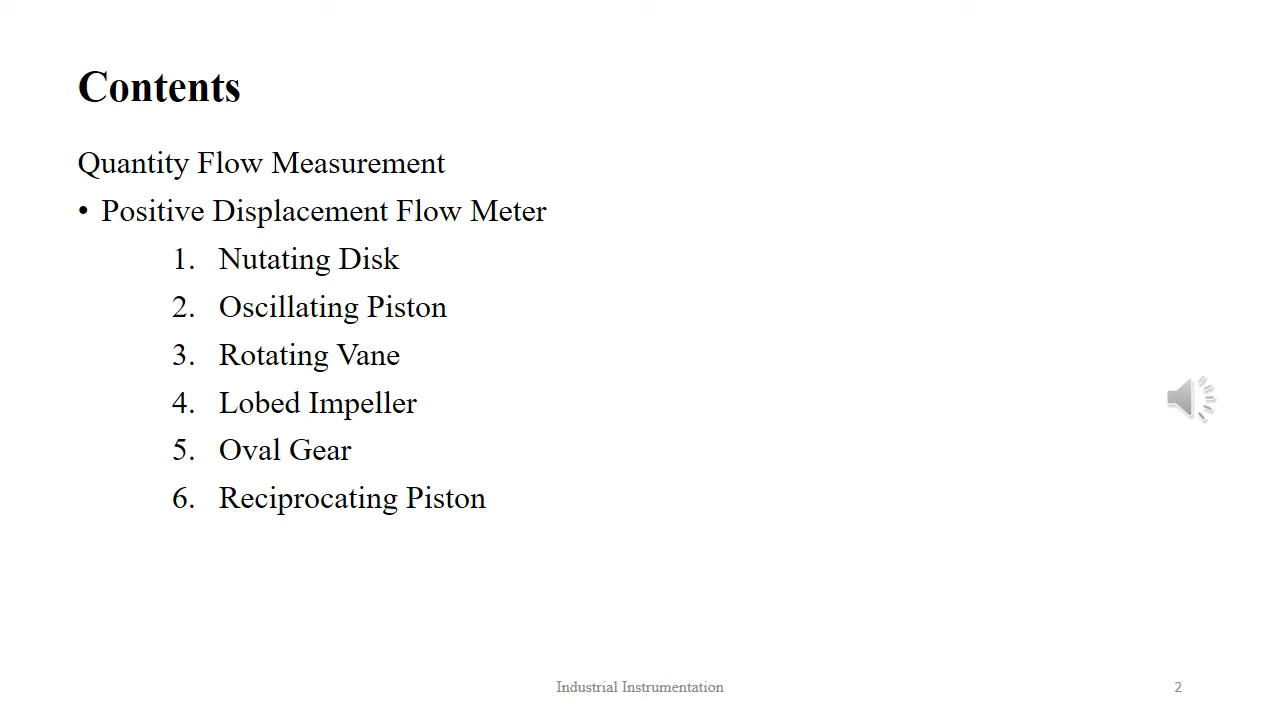 Contents
Quantity Flow Measurement
• Positive Displacement Flow Meter
1. Nutating Disk
2. Oscillating Piston
3. Rotating Vane
4. Lobed Impeller
5. Oval Gear
6. Reciprocating Piston
Industrial Instrumentation
2